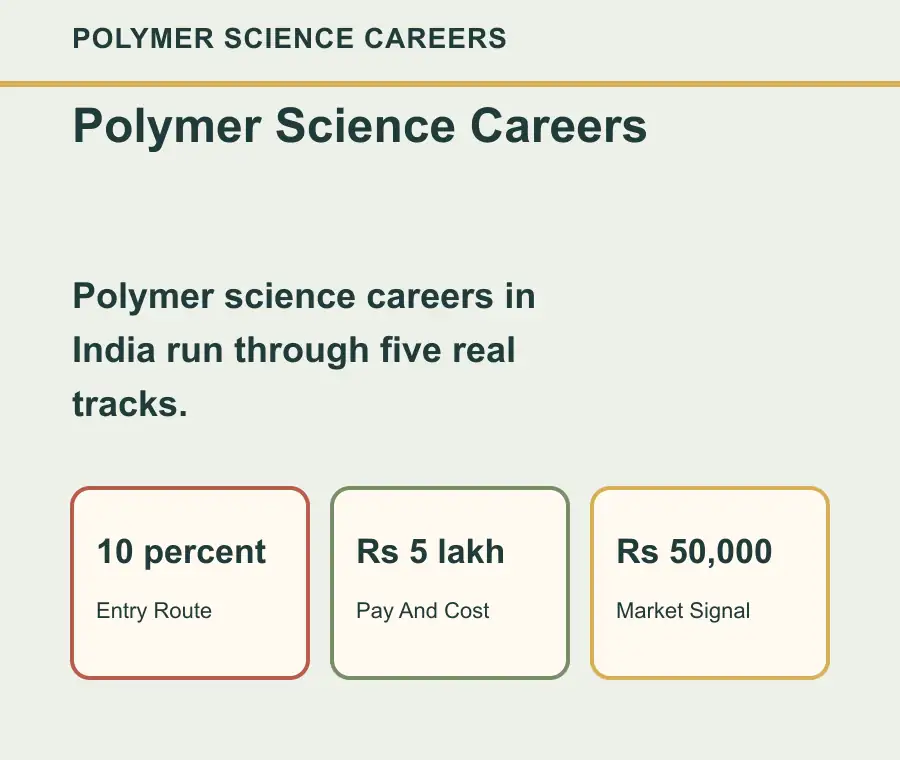 POLYMER SCIENCE CAREERS
Polymer Science Careers
Polymer science careers in
India run through five real
tracks.
10 percent
Entry Route
Rs 5 lakh
Pay And Cost
Rs 50,000
Market Signal